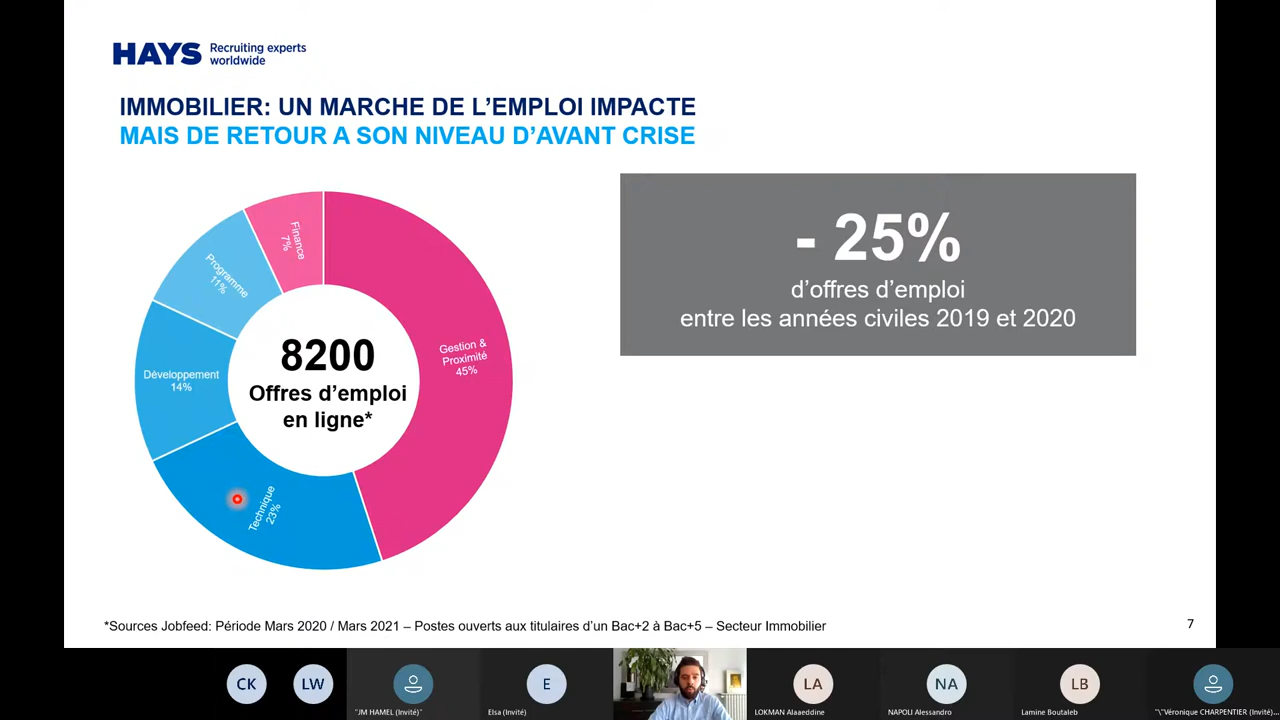 HAYS Recruiting experts
worldwide
IMMOBILIER: UN MARCHE DE L'EMPLOI IMPACTE
MAIS DE RETOUR A SON NIVEAU D'AVANT CRISE
Finance
7%
Programme
11%
Développement
14%
Technique
23%
Gestion &
Proximité
45%
8200
Offres d'emploi
en ligne*
- 25%
d'offres d'emploi
entre les années civiles 2019 et 2020
*Sources Jobfeed: Période Mars 2020 / Mars 2021 – Postes ouverts aux titulaires d'un Bac+2 à Bac+5 – Secteur Immobilier
7
CK
LW
"JM HAMEL (Invité)"
E
Elsa (Invité)
LA
LOKMAN Alaaeddine
NA
NAPOLI Alessandro
LB
Lamine Boutaleb
"\"Véronique CHARPENTIER (Invité)...